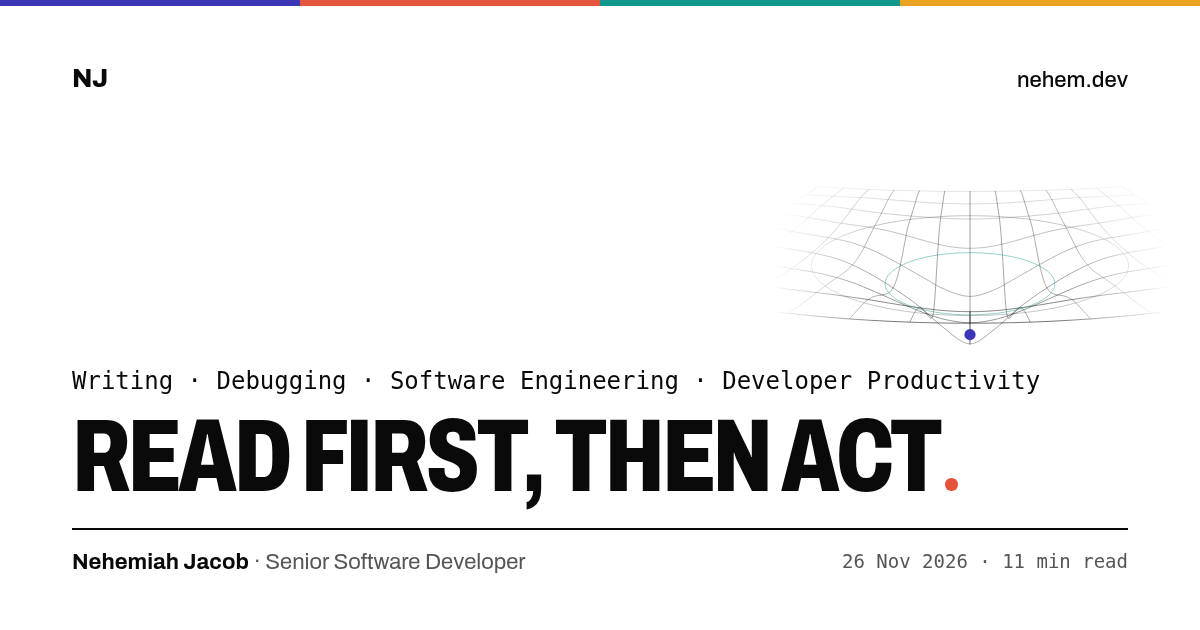 NJ
nehem.dev
Writing · Debugging · Software Engineering · Developer Productivity
READ FIRST, THEN ACT.
Nehemiah Jacob · Senior Software Developer
26 Nov 2026 · 11 min read